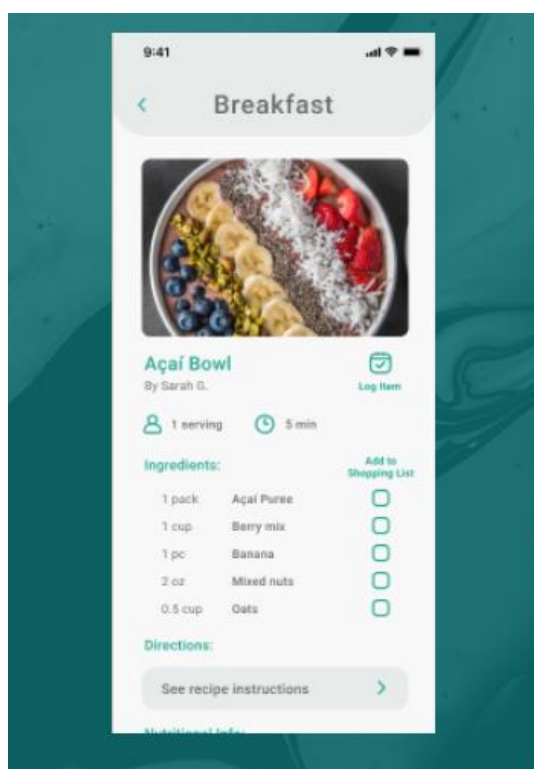 9:41
Breakfast
Açaí Bowl
By Sarah G.
Log Item
1 serving
5 min
Ingredients:
Add to
Shopping List
1 pack Açaí Puree
1 cup Berry mix
1 pc Banana
2 oz Mixed nuts
0.5 cup Oats
Directions:
See recipe instructions
Nutritional Info: